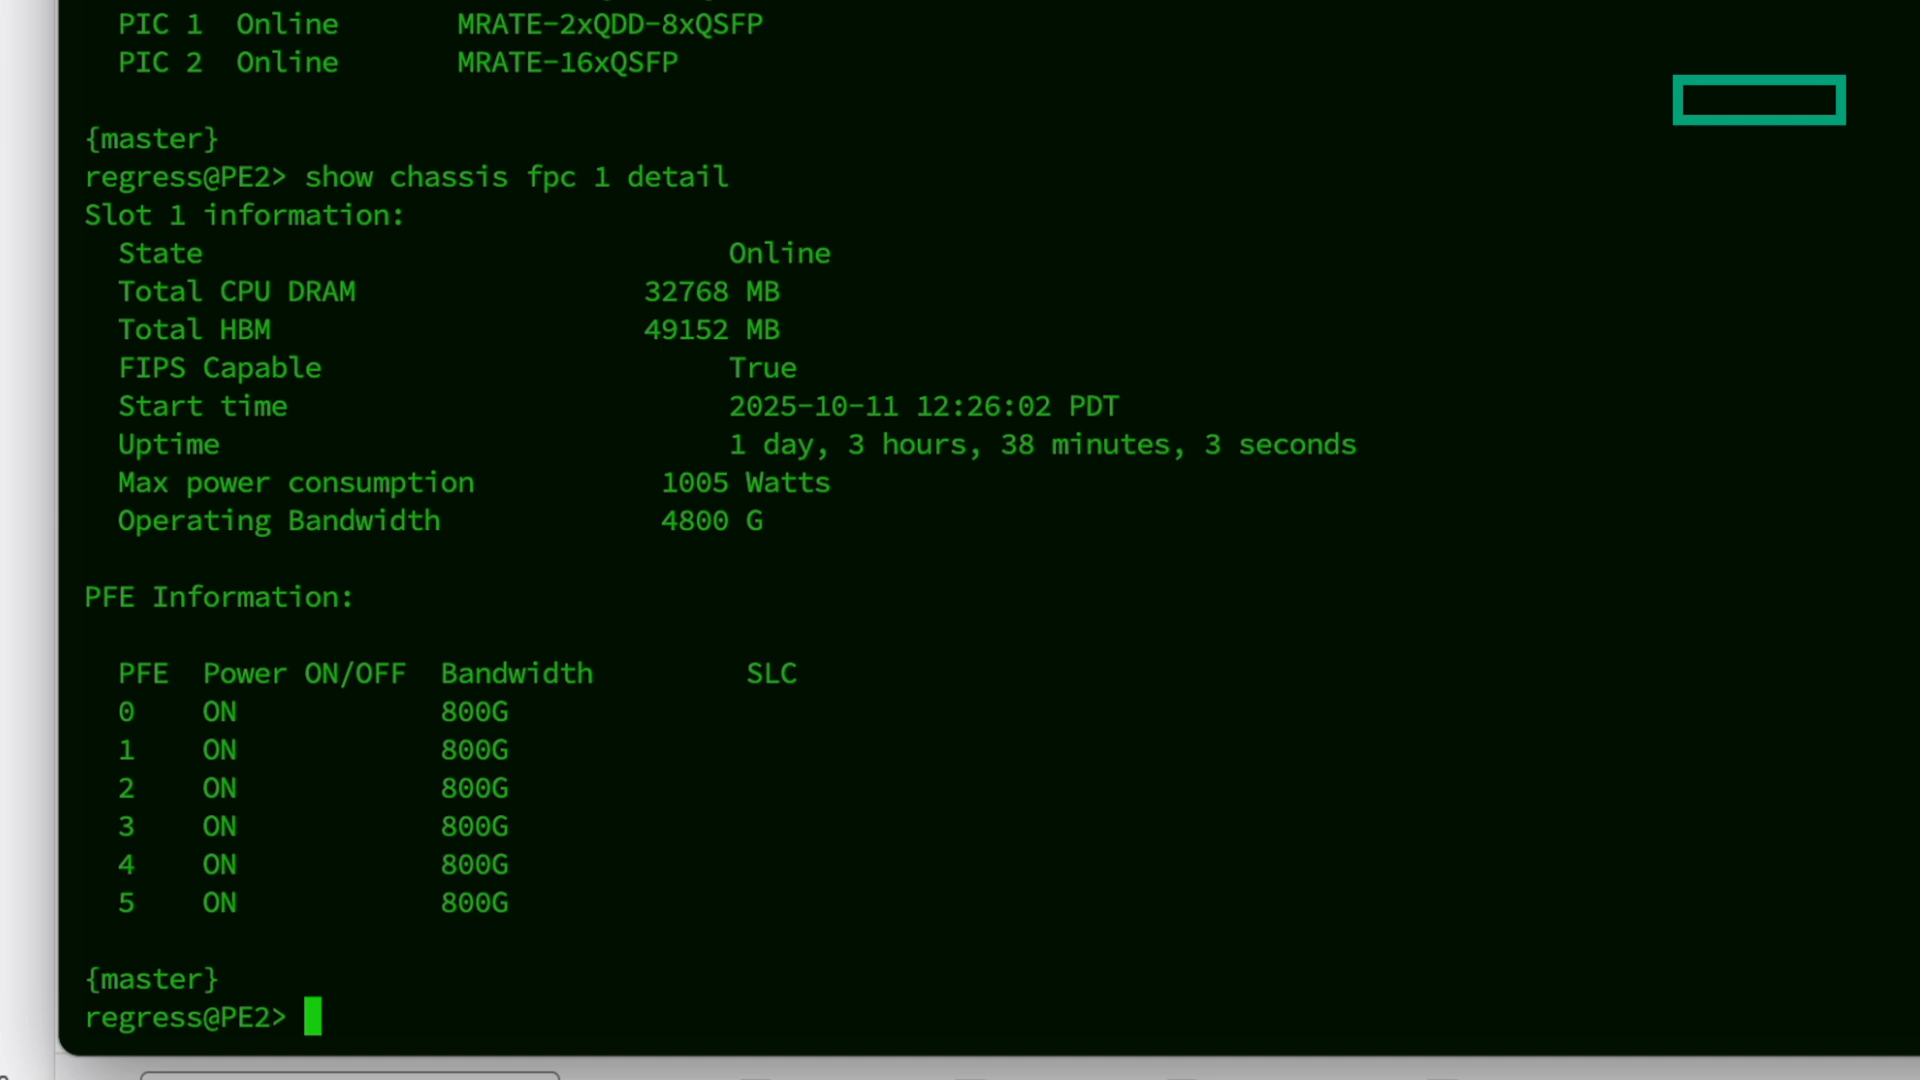 PIC 1 Online MRATE-2xQDD-8xQSFP
PIC 2 Online MRATE-16xQSFP
{master}
regress@PE2> show chassis fpc 1 detail
Slot 1 information:
State Online
Total CPU DRAM 32768 MB
Total HBM 49152 MB
FIPS Capable True
Start time 2025-10-11 12:26:02 PDT
Uptime 1 day, 3 hours, 38 minutes, 3 seconds
Max power consumption 1005 Watts
Operating Bandwidth 4800 G
PFE Information:
PFE Power ON/OFF Bandwidth SLC
0 ON 800G
1 ON 800G
2 ON 800G
3 ON 800G
4 ON 800G
5 ON 800G
{master}
regress@PE2>